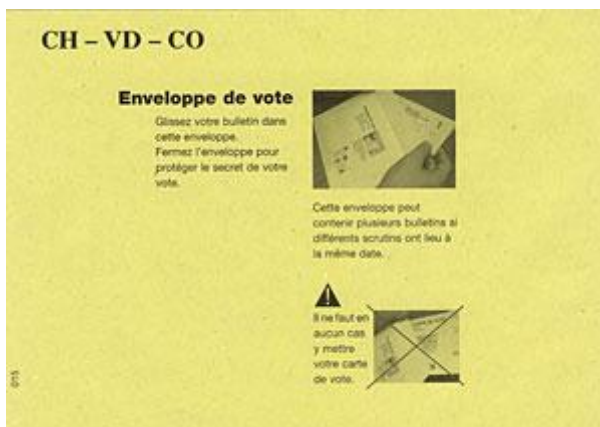 CH – VD – CO
Enveloppe de vote
Glissez votre bulletin dans
cette enveloppe.
Fermez l'enveloppe pour
protéger le secret de votre
vote.
Cette enveloppe peut
contenir plusieurs bulletins si
différents scrutins ont lieu à
la même date.
Il ne faut en
aucun cas
y mettre
votre carte
de vote.
015